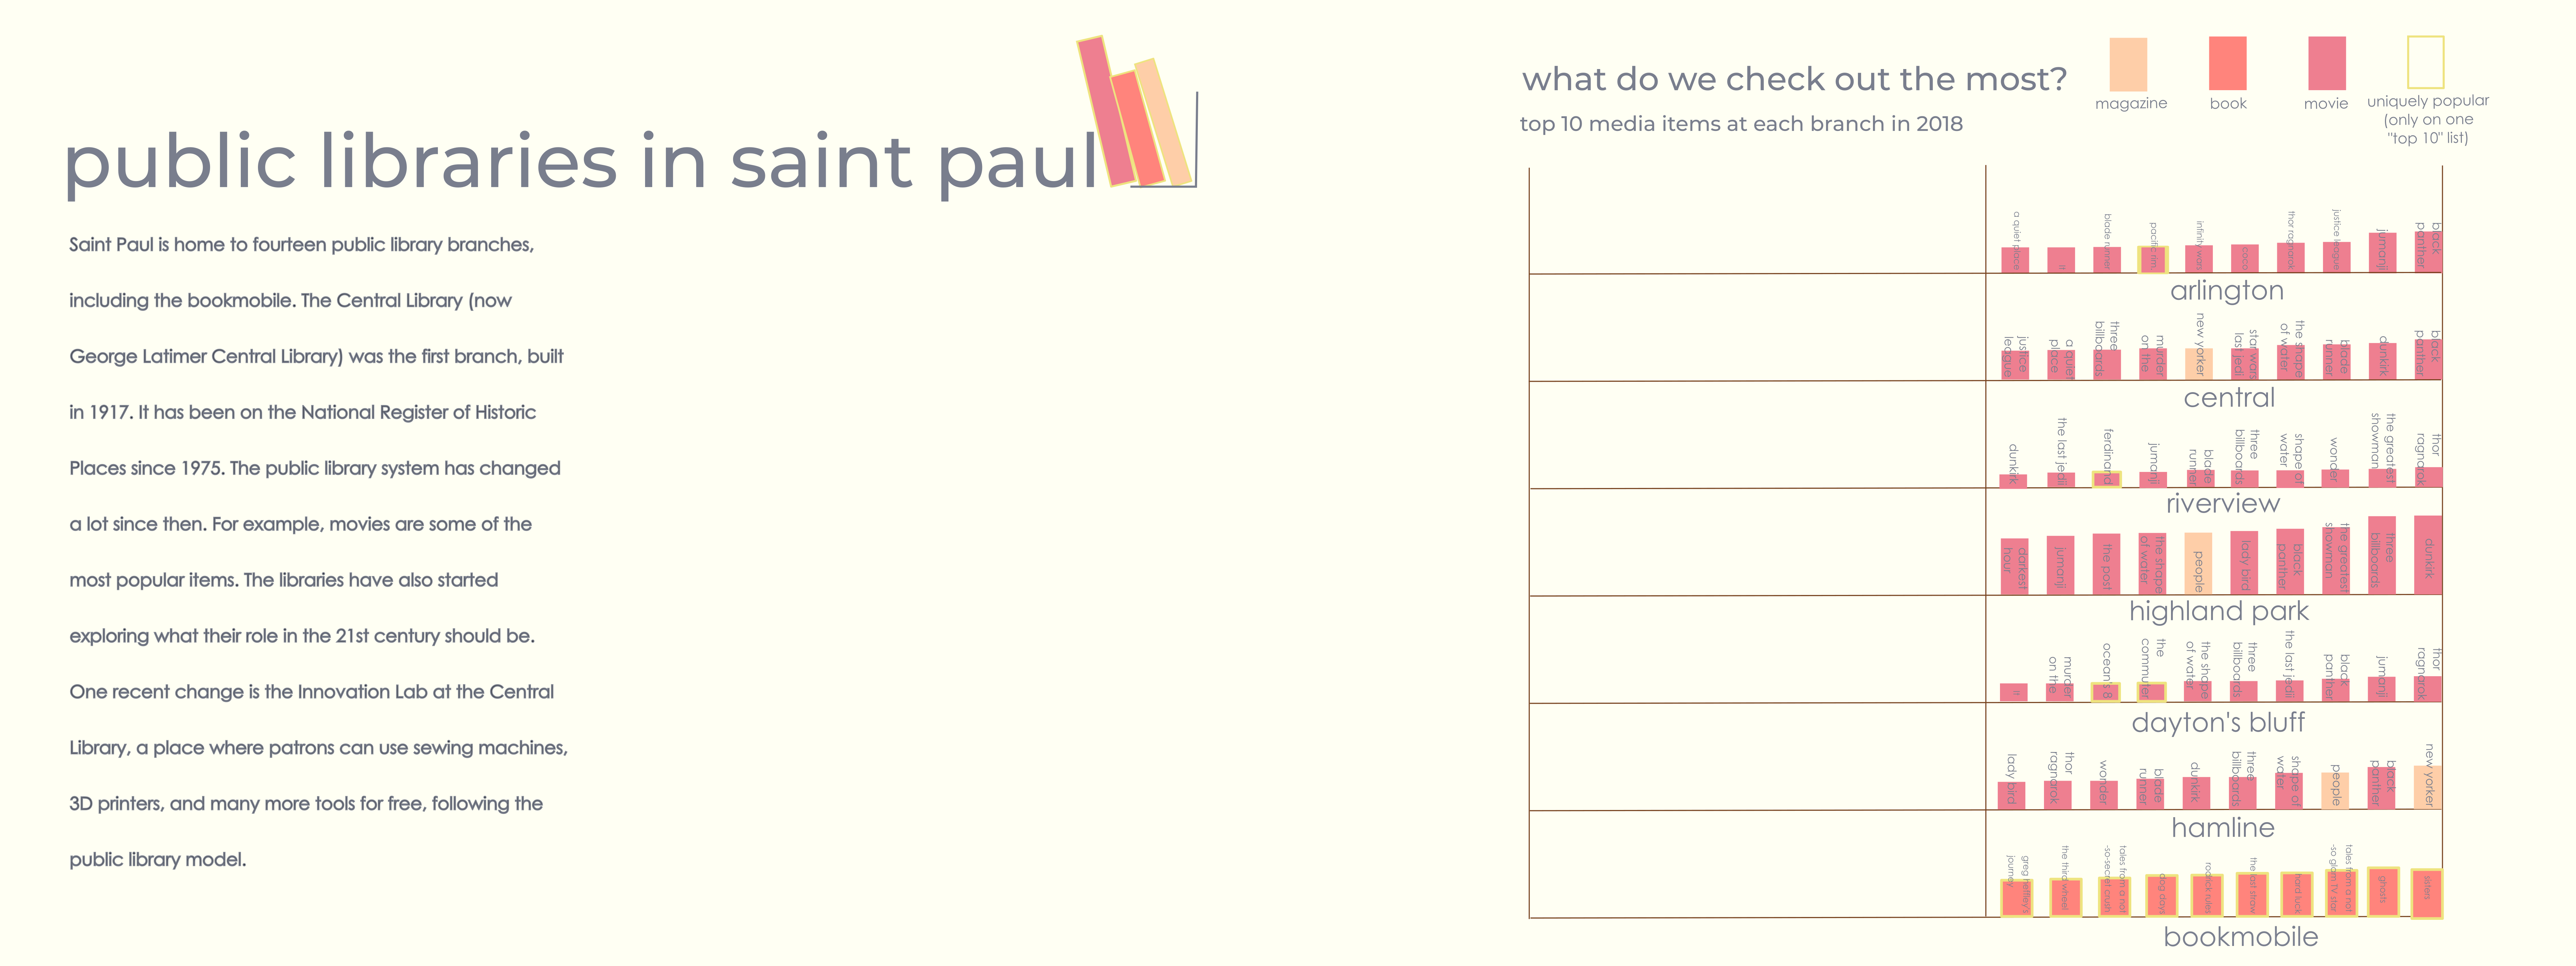 public libraries in saint paul
Saint Paul is home to fourteen public library branches,
including the bookmobile. The Central Library (now
George Latimer Central Library) was the first branch, built
in 1917. It has been on the National Register of Historic
Places since 1975. The public library system has changed
a lot since then. For example, movies are some of the
most popular items. The libraries have also started
exploring what their role in the 21st century should be.
One recent change is the Innovation Lab at the Central
Library, a place where patrons can use sewing machines,
3D printers, and many more tools for free, following the
public library model.
what do we check out the most?
top 10 media items at each branch in 2018
magazine
book
movie
uniquely popular
(only on one
"top 10" list)
a quiet place
it
blade runner
pacific rim
infinity wars
coco
thor ragnarok
justice league
jumanji
black
panther
arlington
justice
league
a quiet
place
three
billboards
murder
on the
new yorker
star wars
last jedi
the shape
of water
blade
runner
dunkirk
black
panther
central
dunkirk
the last jedii
ferdinand
jumanji
blade
runner
three
billboards
shape of
water
wonder
the greatest
showman
thor
ragnarok
riverview
darkest
hour
jumanji
the post
the shape
of water
people
lady bird
black
panther
the greatest
showman
three
billboards
dunkirk
highland park
it
murder
on the
ocean's 8
the
commuter
the shape
of water
three
billboards
the last jedii
black
panther
jumanji
thor
ragnarok
dayton's bluff
lady bird
thor
ragnarok
wonder
blade
runner
dunkirk
three
billboards
shape of
water
people
black
panther
new yorker
hamline
greg heffley's
journey
the third wheel
tales from a not
-so-secret crush
dog days
rodrick rules
the last straw
hard luck
tales from a not
-so glam TV star
ghosts
sisters
bookmobile